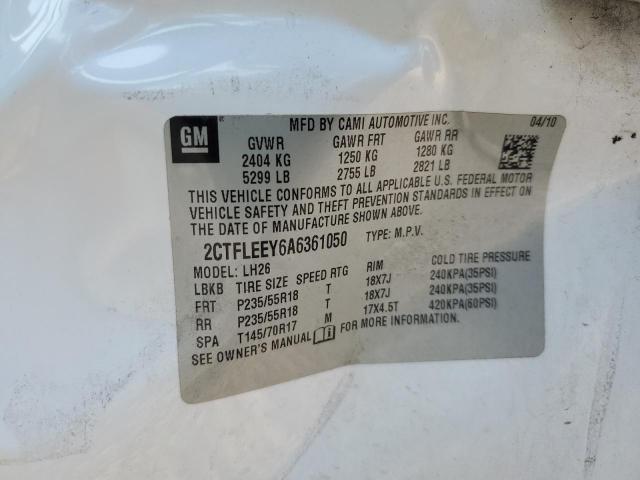 GM
MFD BY CAMI AUTOMOTIVE INC. 04/10
GVWR GAWR FRT GAWR RR
2404 KG 1250 KG 1280 KG
5299 LB 2755 LB 2821 LB
THIS VEHICLE CONFORMS TO ALL APPLICABLE U.S. FEDERAL MOTOR
VEHICLE SAFETY AND THEFT PREVENTION STANDARDS IN EFFECT ON
THE DATE OF MANUFACTURE SHOWN ABOVE.
2CTFLEEY6A6361050 TYPE: M.P.V.
MODEL: LH26
LBKB TIRE SIZE SPEED RTG RIM COLD TIRE PRESSURE
FRT P235/55R18 T 18X7J 240KPA(35PSI)
RR P235/55R18 T 18X7J 240KPA(35PSI)
SPA T145/70R17 M 17X4.5T 420KPA(60PSI)
SEE OWNER'S MANUAL FOR MORE INFORMATION.